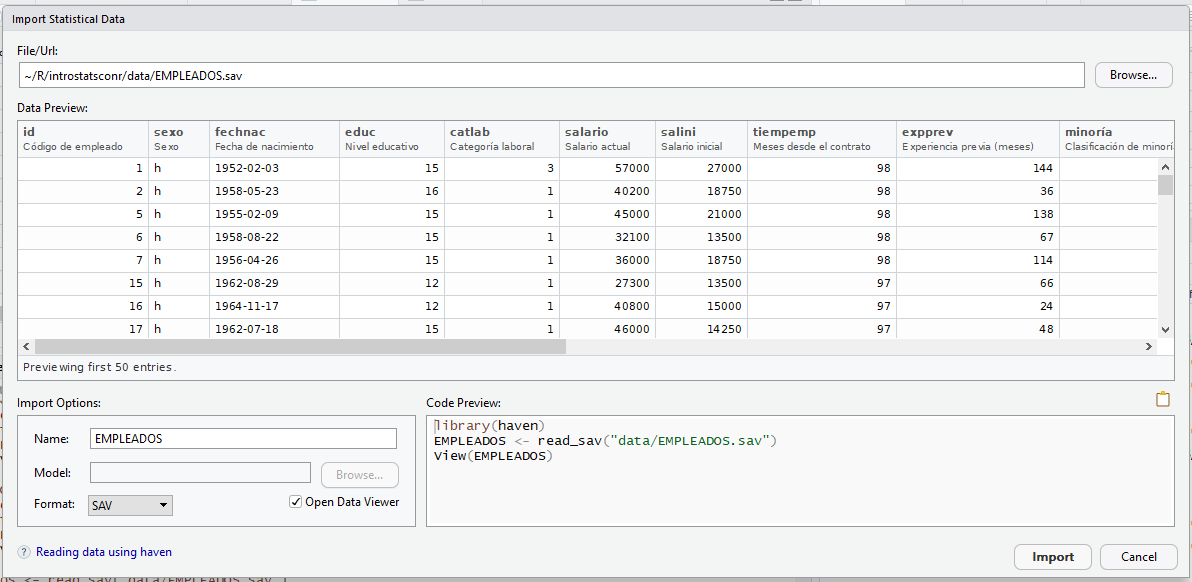 Import Statistical Data
File/Url:
~/R/introstatsconr/data/EMPLEADOS.sav
Browse...
Data Preview:
id sexo fechnac educ catlab salario salini tiempemp expprev minoría
Código de empleado Sexo Fecha de nacimiento Nivel educativo Categoría laboral Salario actual Salario inicial Meses desde el contrato Experiencia previa (meses) Clasificación de minorí
1 h 1952-02-03 15 3 57000 27000 98 144
2 h 1958-05-23 16 1 40200 18750 98 36
5 h 1955-02-09 15 1 45000 21000 98 138
6 h 1958-08-22 15 1 32100 13500 98 67
7 h 1956-04-26 15 1 36000 18750 98 114
15 h 1962-08-29 12 1 27300 13500 97 66
16 h 1964-11-17 12 1 40800 15000 97 24
17 h 1962-07-18 15 1 46000 14250 97 48
Previewing first 50 entries.
Import Options:
Name: EMPLEADOS
Model: Browse...
Format: SAV Open Data Viewer
Code Preview:
library(haven)
EMPLEADOS <- read_sav("data/EMPLEADOS.sav")
View(EMPLEADOS)
? Reading data using haven
Import Cancel